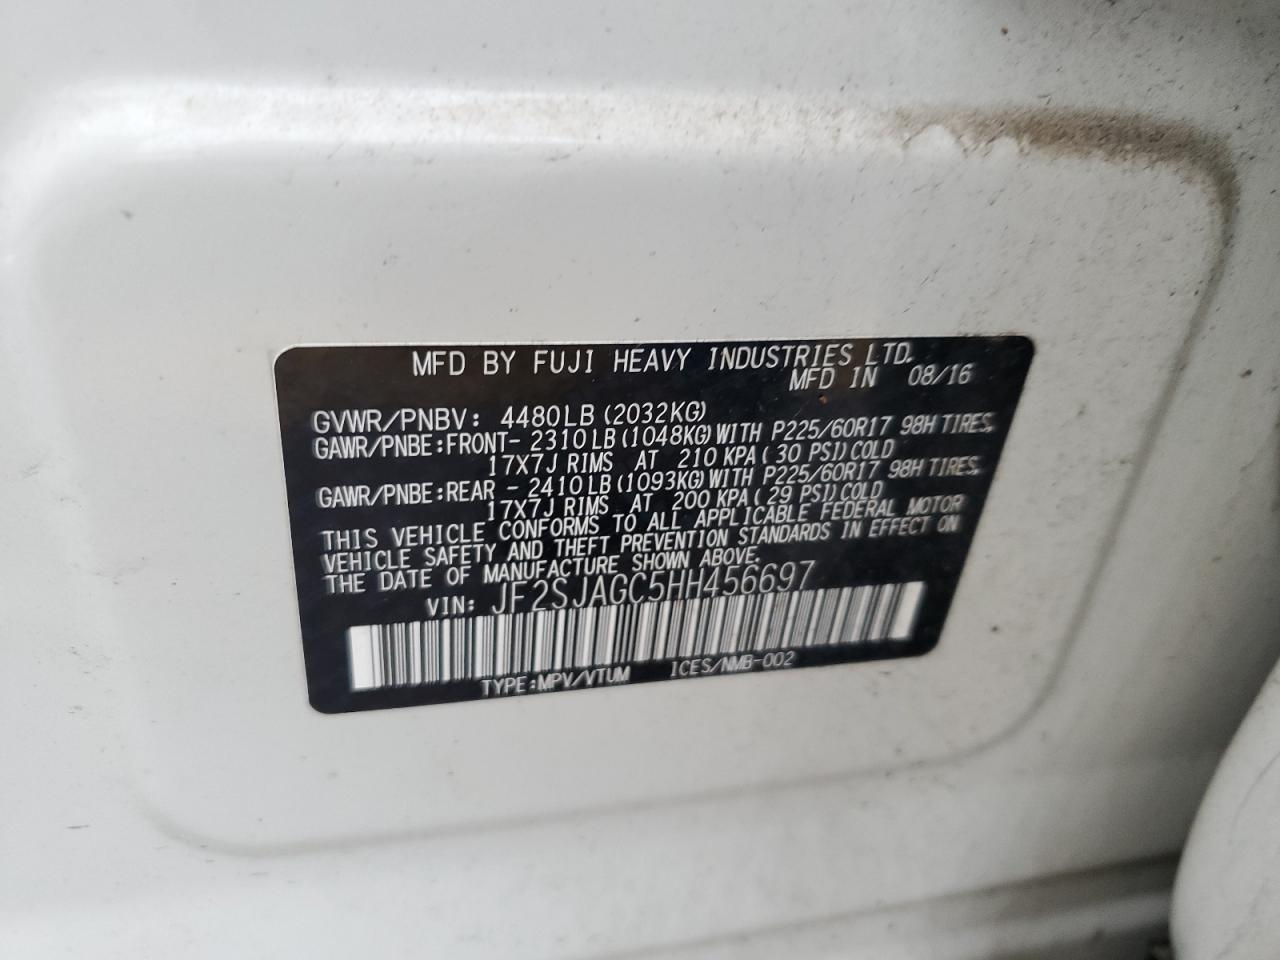 MFD BY FUJI HEAVY INDUSTRIES LTD.
MFD IN 08/16
GVWR/PNBV: 4480LB (2032KG)
GAWR/PNBE:FRONT- 2310LB(1048KG)WITH P225/60R17 98H TIRES
17X7J RIMS AT 210 KPA( 30 PSI)COLD
GAWR/PNBE:REAR - 2410LB(1093KG)WITH P225/60R17 98H TIRES
17X7J RIMS AT 200 KPA( 29 PSI)COLD
THIS VEHICLE CONFORMS TO ALL APPLICABLE FEDERAL MOTOR
VEHICLE SAFETY AND THEFT PREVENTION STANDARDS IN EFFECT ON
THE DATE OF MANUFACTURE SHOWN ABOVE.
VIN: JF2SJAGC5HH456697
TYPE:MPV/VTUM ICES/NMB-002